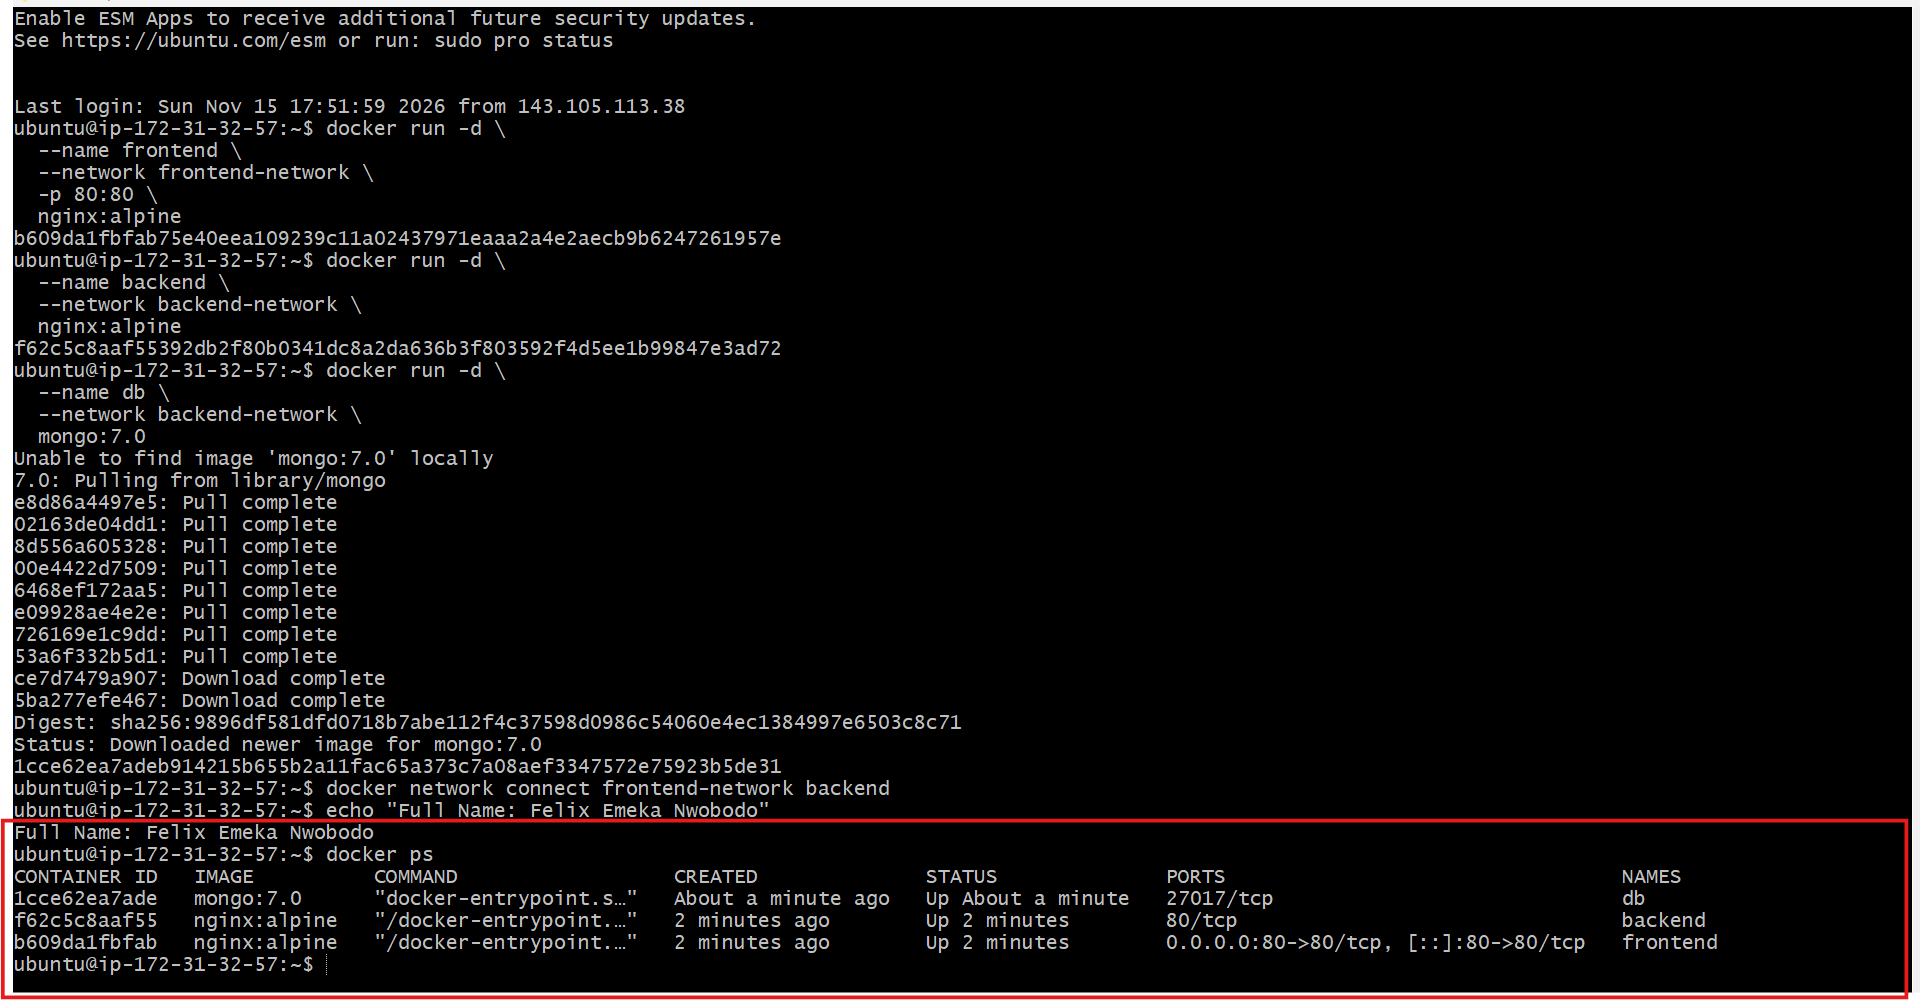 Enable ESM Apps to receive additional future security updates.
See https://ubuntu.com/esm or run: sudo pro status
Last login: Sun Nov 15 17:51:59 2026 from 143.105.113.38
ubuntu@ip-172-31-32-57:~$ docker run -d \
  --name frontend \
  --network frontend-network \
  -p 80:80 \
  nginx:alpine
b609da1fbfab75e40eea109239c11a02437971eaaa2a4e2aecb9b6247261957e
ubuntu@ip-172-31-32-57:~$ docker run -d \
  --name backend \
  --network backend-network \
  nginx:alpine
f62c5c8aaf55392db2f80b0341dc8a2da636b3f803592f4d5ee1b99847e3ad72
ubuntu@ip-172-31-32-57:~$ docker run -d \
  --name db \
  --network backend-network \
  mongo:7.0
Unable to find image 'mongo:7.0' locally
7.0: Pulling from library/mongo
e8d86a4497e5: Pull complete
02163de04dd1: Pull complete
8d556a605328: Pull complete
00e4422d7509: Pull complete
6468ef172aa5: Pull complete
e09928ae4e2e: Pull complete
726169e1c9dd: Pull complete
53a6f332b5d1: Pull complete
ce7d7479a907: Download complete
5ba277efe467: Download complete
Digest: sha256:9896df581dfd0718b7abe112f4c37598d0986c54060e4ec1384997e6503c8c71
Status: Downloaded newer image for mongo:7.0
1cce62ea7adeb914215b655b2a11fac65a373c7a08aef3347572e75923b5de31
ubuntu@ip-172-31-32-57:~$ docker network connect frontend-network backend
ubuntu@ip-172-31-32-57:~$ echo "Full Name: Felix Emeka Nwobodo"
Full Name: Felix Emeka Nwobodo
ubuntu@ip-172-31-32-57:~$ docker ps
CONTAINER ID   IMAGE          COMMAND                  CREATED              STATUS              PORTS                                 NAMES
1cce62ea7ade   mongo:7.0      "docker-entrypoint.s…"   About a minute ago   Up About a minute   27017/tcp                             db
f62c5c8aaf55   nginx:alpine   "/docker-entrypoint.…"   2 minutes ago        Up 2 minutes        80/tcp                                backend
b609da1fbfab   nginx:alpine   "/docker-entrypoint.…"   2 minutes ago        Up 2 minutes        0.0.0.0:80->80/tcp, [::]:80->80/tcp   frontend
ubuntu@ip-172-31-32-57:~$